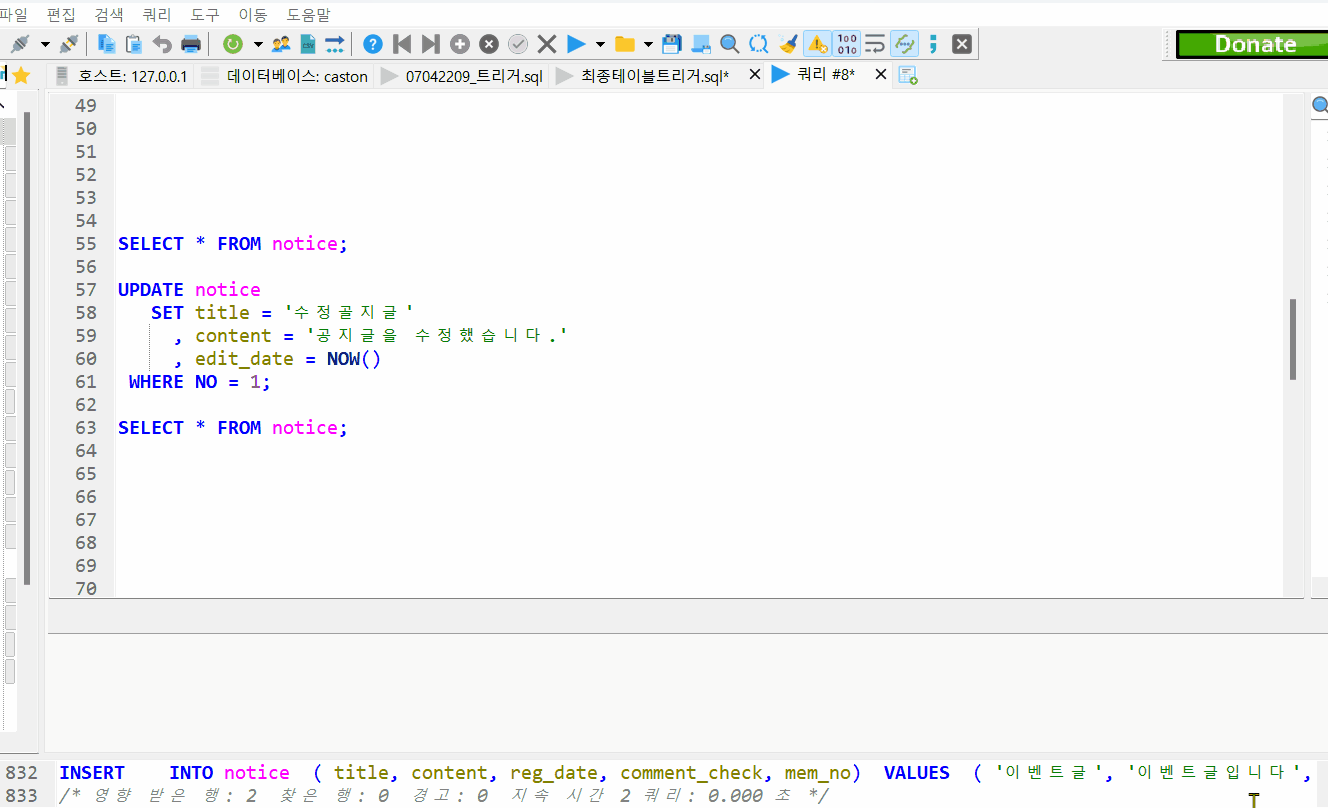 파일 편집 검색 쿼리 도구 이동 도움말
Donate
호스트: 127.0.0.1 데이터베이스: caston 07042209_트리거.sql 최종테이블트리거.sql* 쿼리 #8*
49
50
51
52
53
54
55 SELECT * FROM notice;
56
57 UPDATE notice
58 SET title = '수정골지글'
59 , content = '공지글을 수정했습니다.'
60 , edit_date = NOW()
61 WHERE NO = 1;
62
63 SELECT * FROM notice;
64
65
66
67
68
69
70
832 INSERT INTO notice ( title, content, reg_date, comment_check, mem_no) VALUES ( '이벤트글', '이벤트글입니다',
833 /* 영향 받은 행: 2 찾은 행: 0 경고: 0 지속 시간 2 쿼리: 0.000 초 */